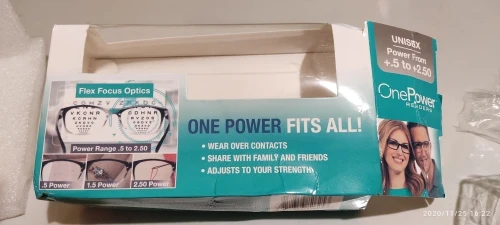 UNISEX
Power From
+.5 to +2.50
OnePower
READERS
Flex Focus Optics
Power Range .5 to 2.50
.5 Power
1.5 Power
2.50 Power
ONE POWER FITS ALL!
• WEAR OVER CONTACTS
• SHARE WITH FAMILY AND FRIENDS
• ADJUSTS TO YOUR STRENGTH
2020/11/25 16:22